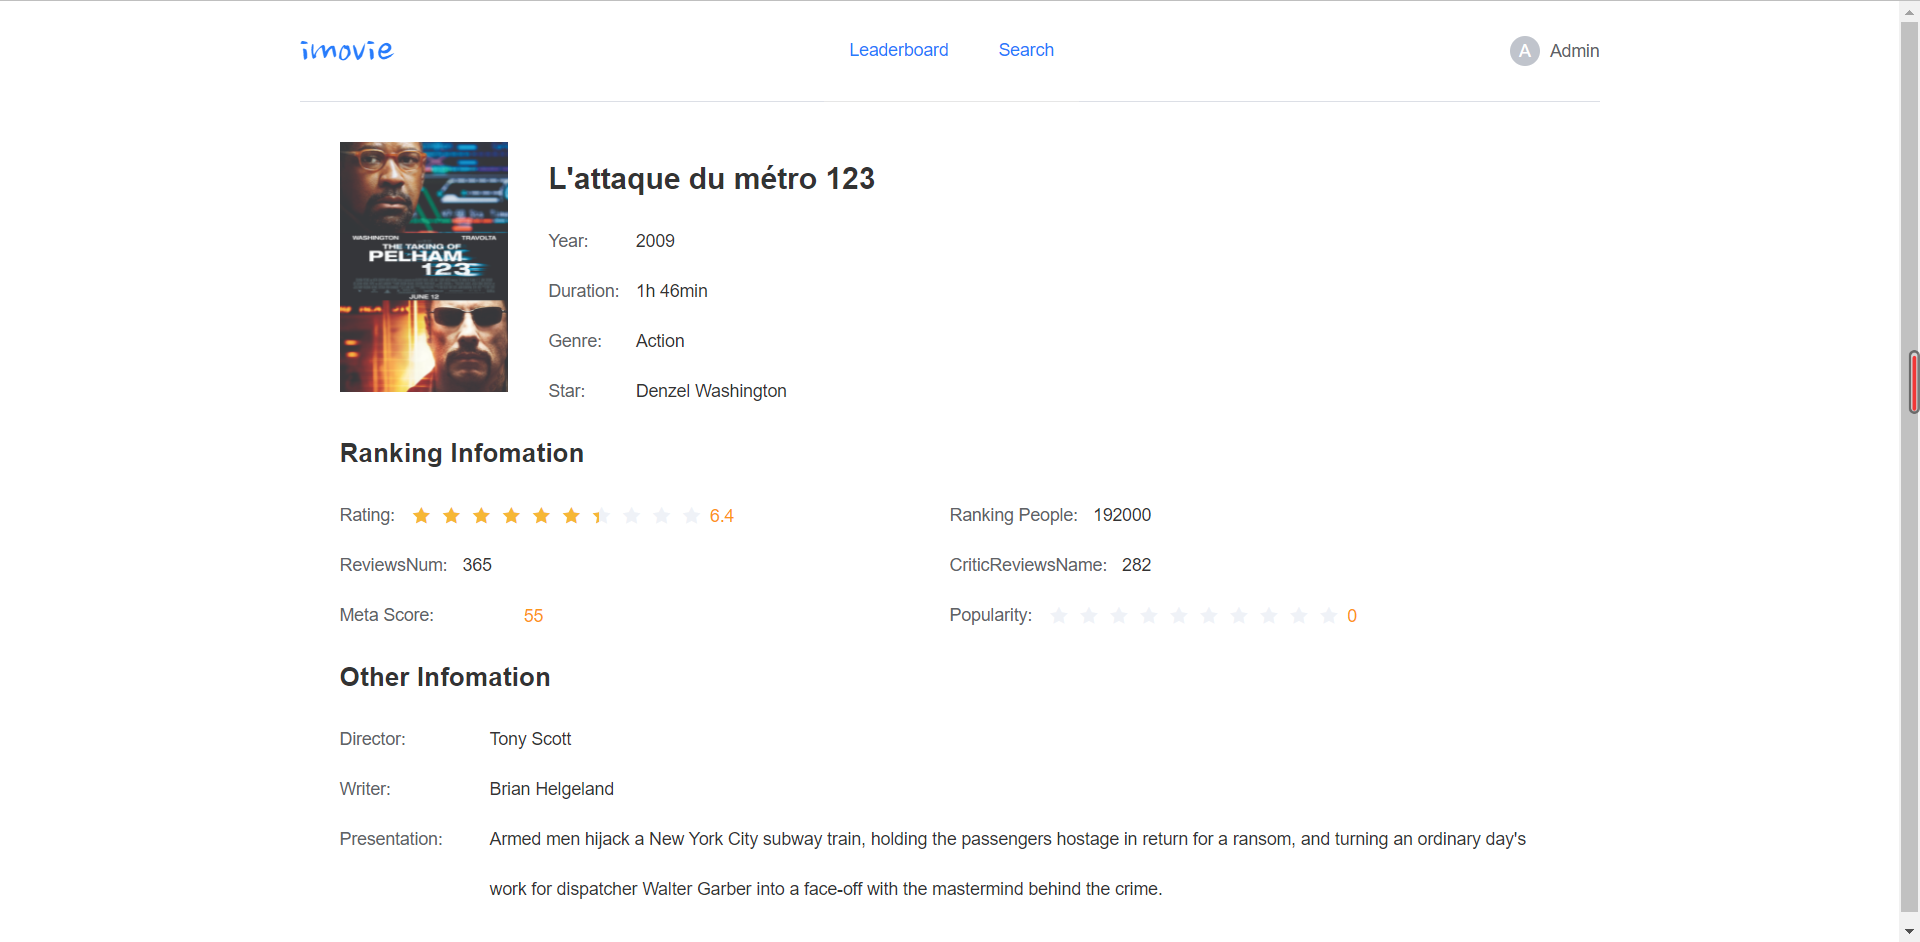 imovie
Leaderboard
Search
A
Admin
WASHINGTON
TRAVOLTA
THE TAKING OF
PELHAM
123
JUNE 12
L'attaque du métro 123
Year: 2009
Duration: 1h 46min
Genre: Action
Star: Denzel Washington
Ranking Infomation
Rating: 6.4
Ranking People: 192000
ReviewsNum: 365
CriticReviewsName: 282
Meta Score: 55
Popularity: 0
Other Infomation
Director: Tony Scott
Writer: Brian Helgeland
Presentation: Armed men hijack a New York City subway train, holding the passengers hostage in return for a ransom, and turning an ordinary day's
work for dispatcher Walter Garber into a face-off with the mastermind behind the crime.